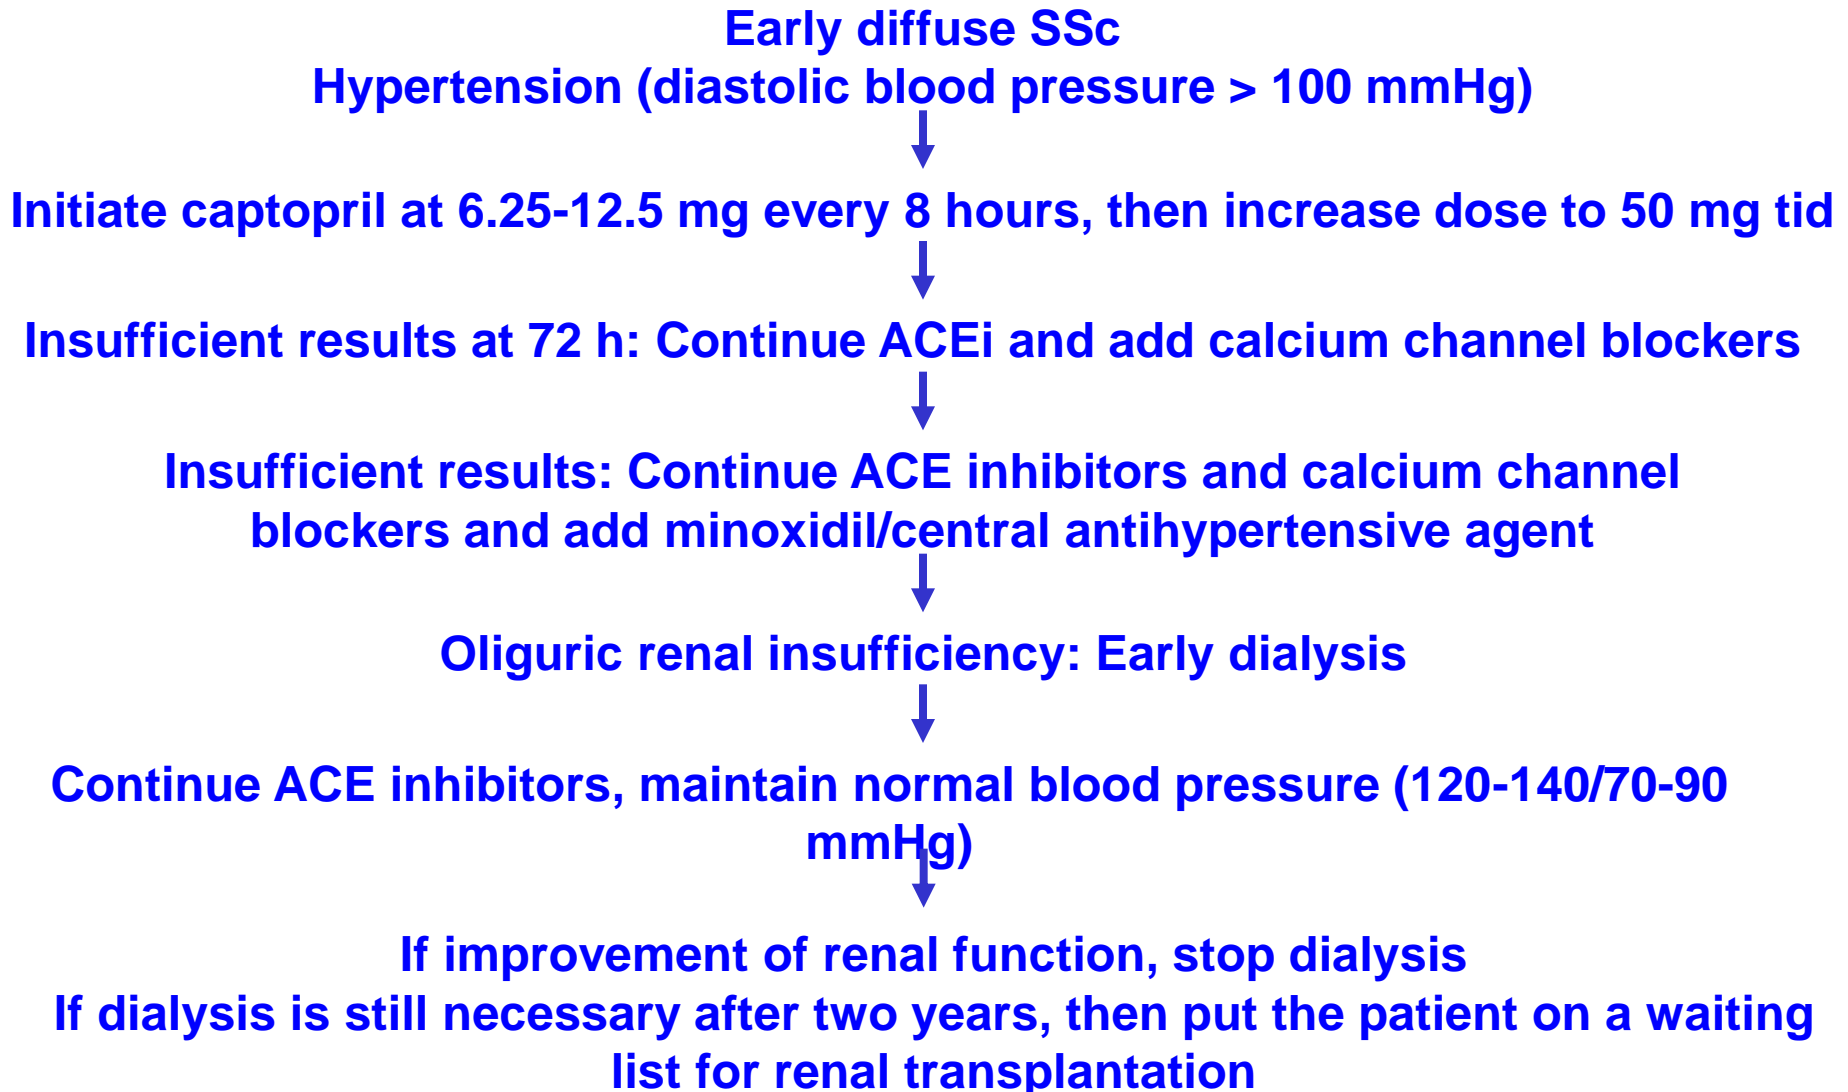 Early diffuse SSc
Hypertension (diastolic blood pressure > 100 mmHg)
Initiate captopril at 6.25-12.5 mg every 8 hours, then increase dose to 50 mg tid
Insufficient results at 72 h: Continue ACEi and add calcium channel blockers
Insufficient results: Continue ACE inhibitors and calcium channel
blockers and add minoxidil/central antihypertensive agent
Oliguric renal insufficiency: Early dialysis
Continue ACE inhibitors, maintain normal blood pressure (120-140/70-90
mmHg)
If improvement of renal function, stop dialysis
If dialysis is still necessary after two years, then put the patient on a waiting
list for renal transplantation